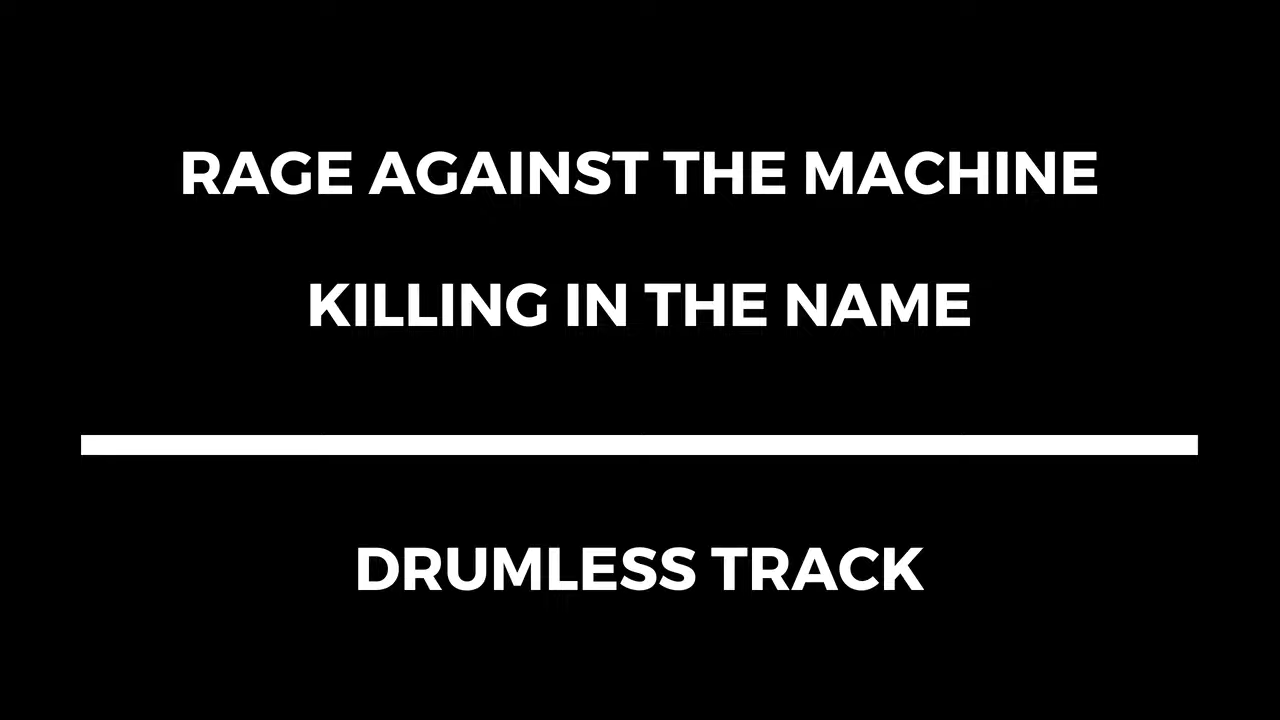 RAGE AGAINST THE MACHINE
KILLING IN THE NAME
DRUMLESS TRACK